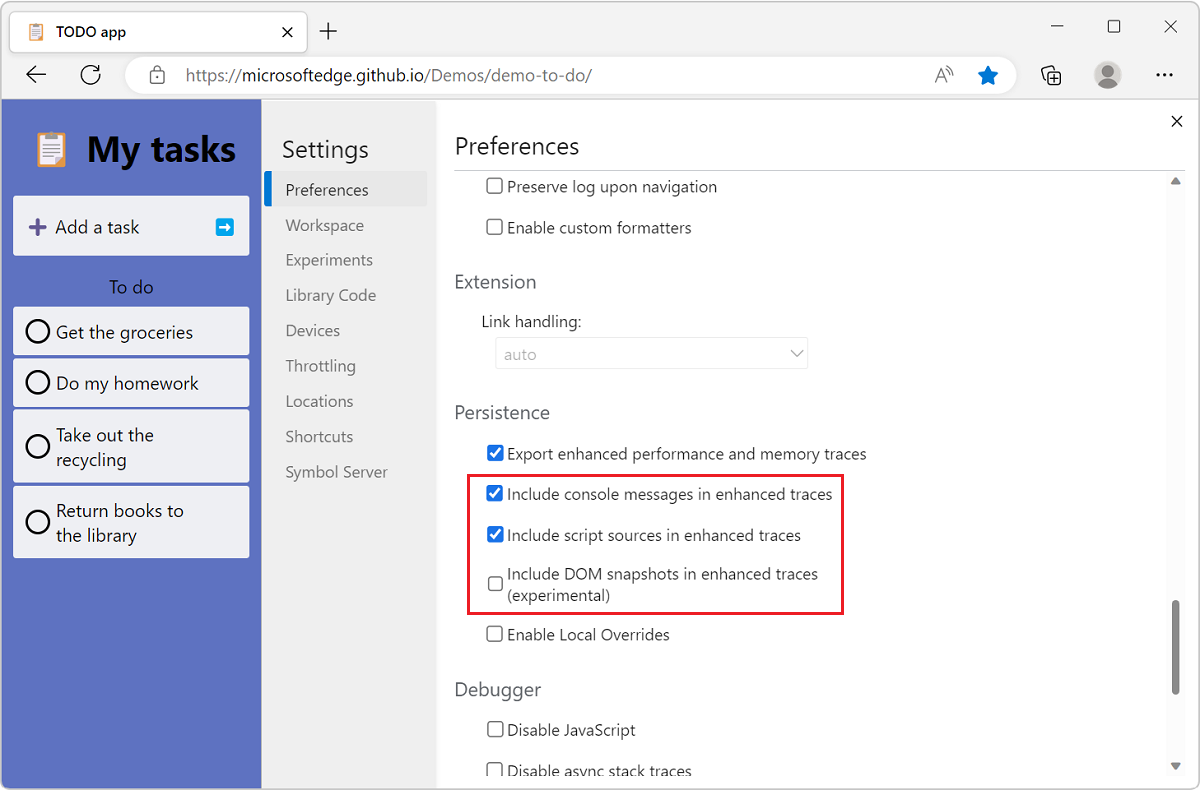 TODO app
https://microsoftedge.github.io/Demos/demo-to-do/
My tasks
Add a task
To do
Get the groceries
Do my homework
Take out the
recycling
Return books to
the library
Settings
Preferences
Workspace
Experiments
Library Code
Devices
Throttling
Locations
Shortcuts
Symbol Server
Preferences
Preserve log upon navigation
Enable custom formatters
Extension
Link handling:
auto
Persistence
Export enhanced performance and memory traces
Include console messages in enhanced traces
Include script sources in enhanced traces
Include DOM snapshots in enhanced traces
(experimental)
Enable Local Overrides
Debugger
Disable JavaScript
Disable async stack traces